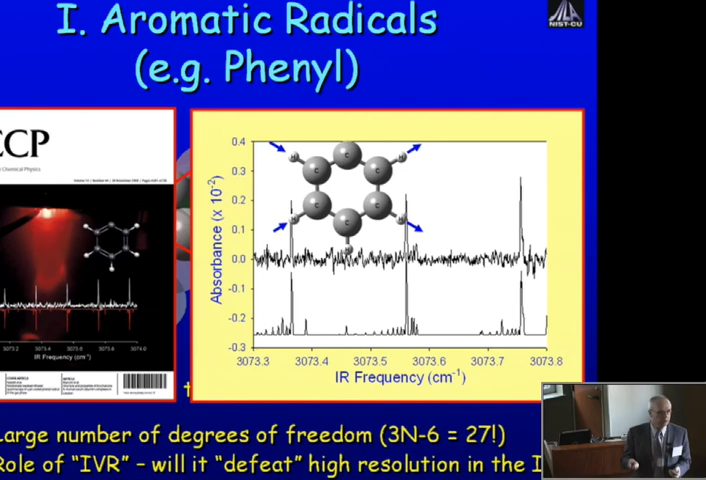 I. Aromatic Radicals
(e.g. Phenyl)
NIST-CU
CCP
Chemical Physics
3073.2 3073.4 3073.6 3073.8 3074.0
IR Frequency (cm⁻¹)
0.4
0.3
0.2
0.1
0.0
-0.1
-0.2
-0.3
Absorbance (x 10⁻²)
3073.3 3073.4 3073.5 3073.6 3073.7 3073.8
IR Frequency (cm⁻¹)
Large number of degrees of freedom (3N-6 = 27!)
Role of “IVR” – will it “defeat” high resolution in the I